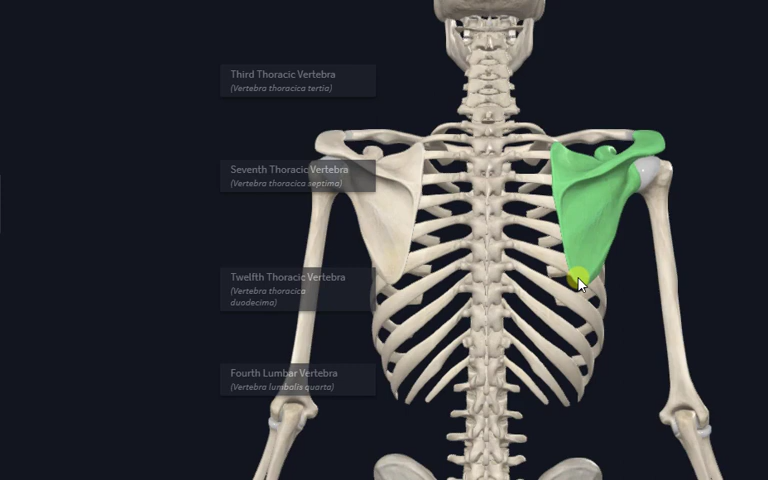 Third Thoracic Vertebra
(Vertebra thoracica tertia)
Seventh Thoracic Vertebra
(Vertebra thoracica septima)
Twelfth Thoracic Vertebra
(Vertebra thoracica
duodecima)
Fourth Lumbar Vertebra
(Vertebra lumbalis quarta)